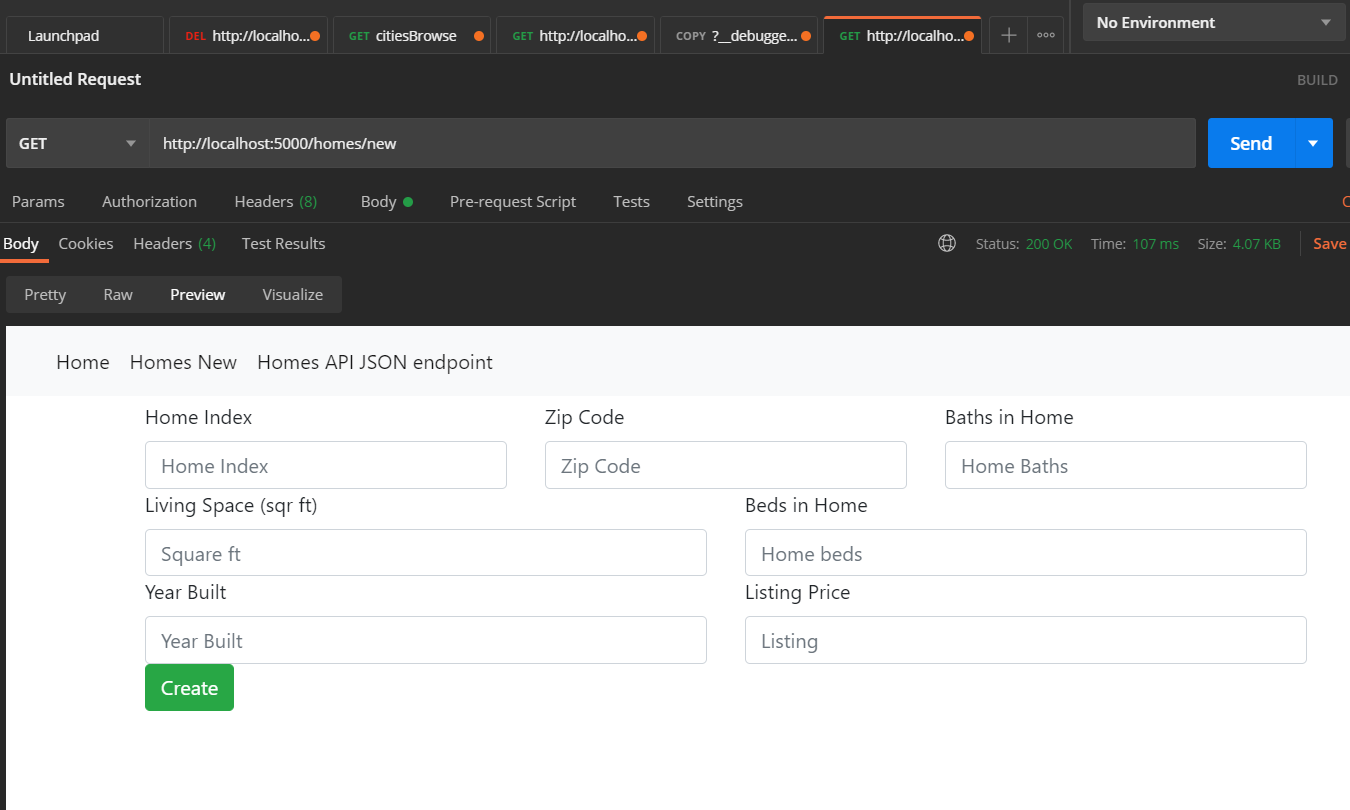 Launchpad DEL http://localho... GET citiesBrowse GET http://localho... COPY ?__debugge... GET http://localho... No Environment
Untitled Request BUILD
GET http://localhost:5000/homes/new Send
Params Authorization Headers (8) Body Pre-request Script Tests Settings
Body Cookies Headers (4) Test Results Status: 200 OK Time: 107 ms Size: 4.07 KB Save
Pretty Raw Preview Visualize
Home Homes New Homes API JSON endpoint
Home Index Zip Code Baths in Home
Home Index Zip Code Home Baths
Living Space (sqr ft) Beds in Home
Square ft Home beds
Year Built Listing Price
Year Built Listing
Create